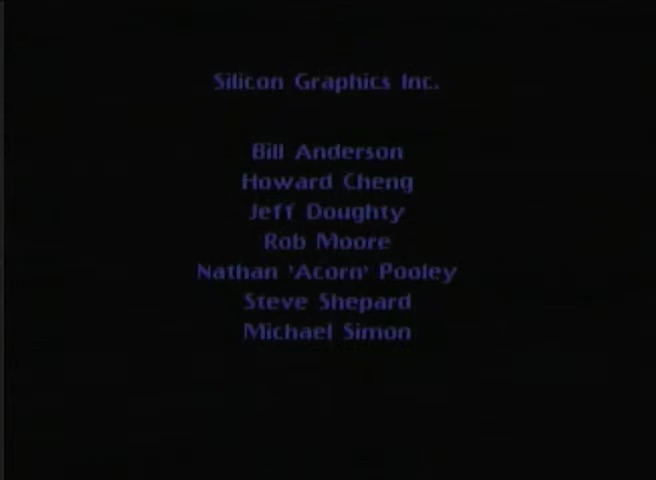 Silicon Graphics Inc.
Bill Anderson
Howard Cheng
Jeff Doughty
Rob Moore
Nathan 'Acorn' Pooley
Steve Shepard
Michael Simon